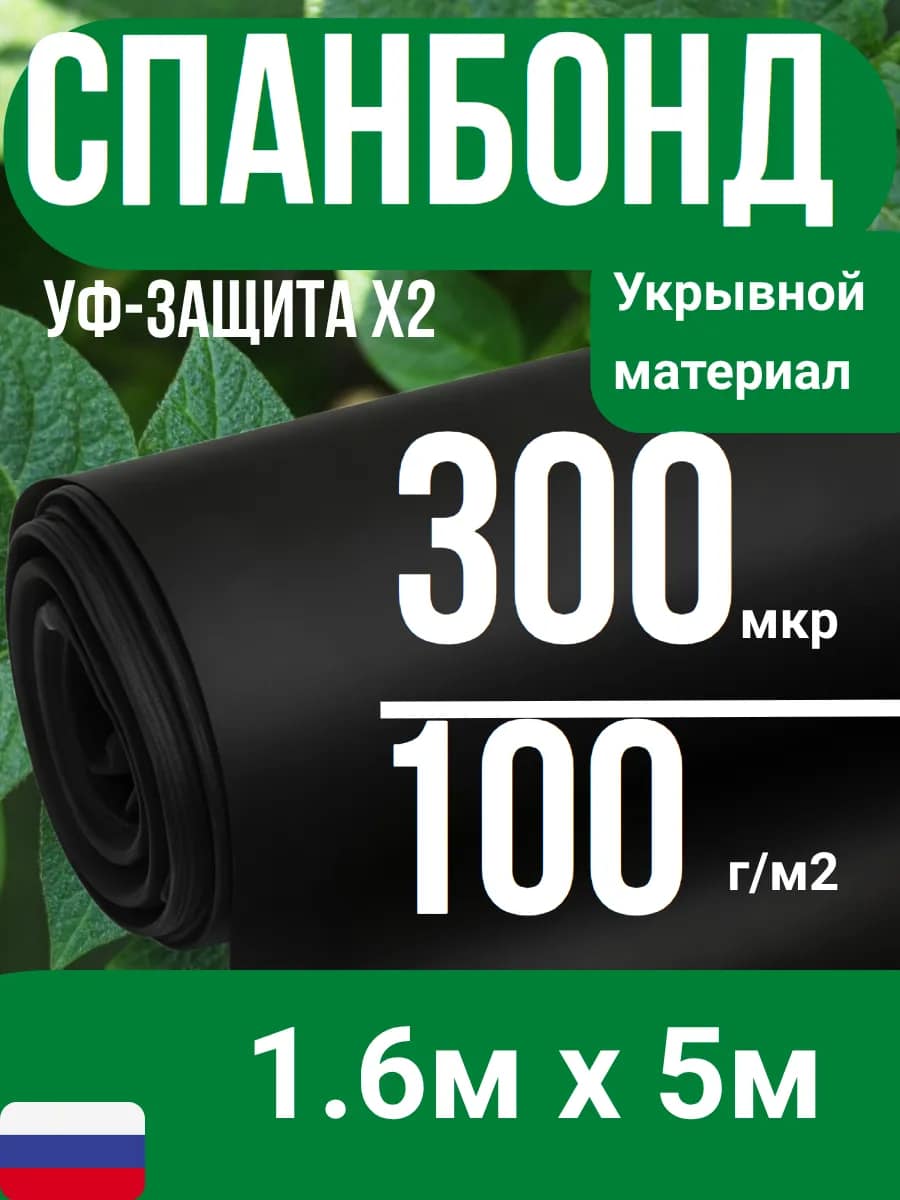 СПАНБОНД
УФ-ЗАЩИТА Х2
Укрывной
материал
300 мкр
100 г/м2
1.6м х 5м